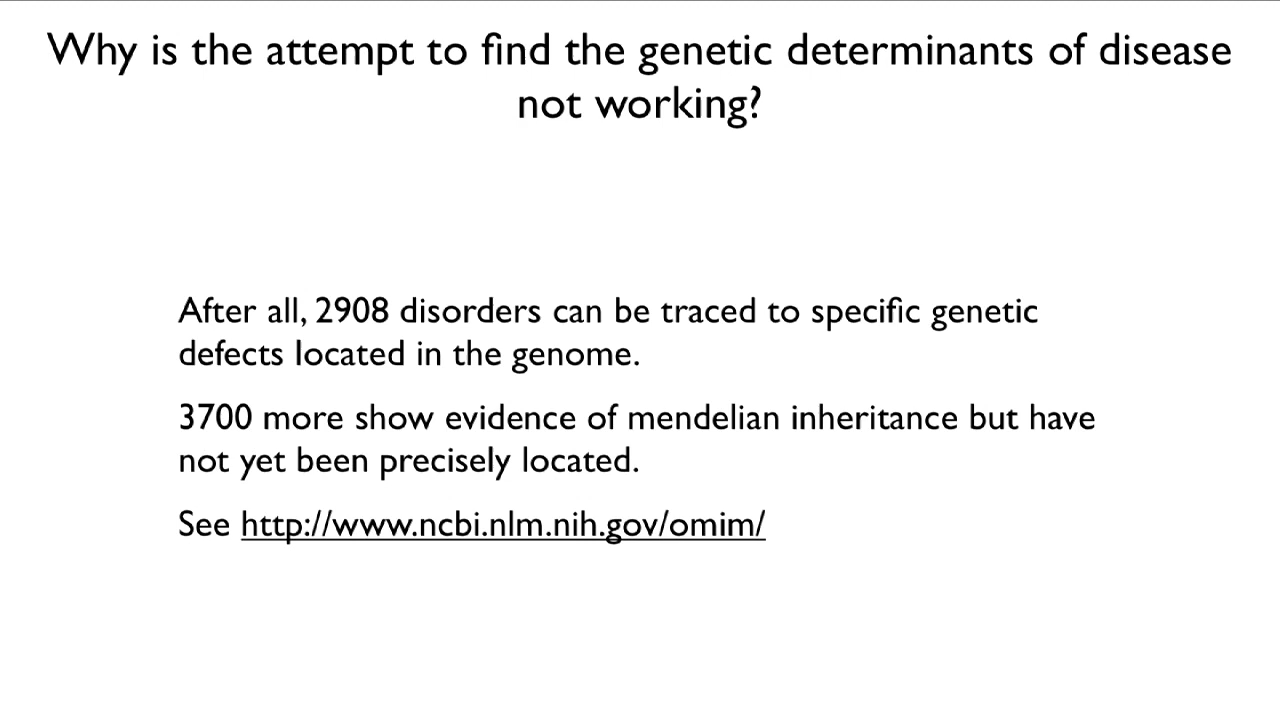 Why is the attempt to find the genetic determinants of disease
not working?
After all, 2908 disorders can be traced to specific genetic
defects located in the genome.
3700 more show evidence of mendelian inheritance but have
not yet been precisely located.
See http://www.ncbi.nlm.nih.gov/omim/